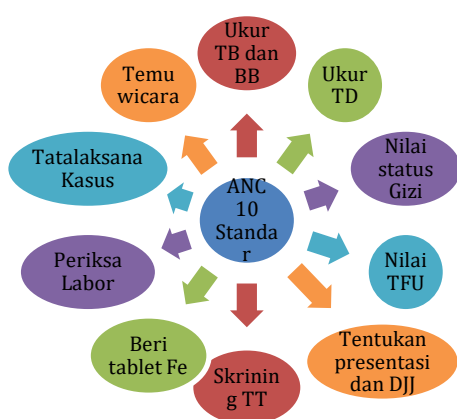 Ukur
TB dan
BB
Ukur
TD
Nilai
status
Gizi
Nilai
TFU
Tentukan
presentasi
dan DJJ
Skrinin
g TT
Beri
tablet Fe
Periksa
Labor
Tatalaksana
Kasus
Temu
wicara
ANC
10
Standa
r